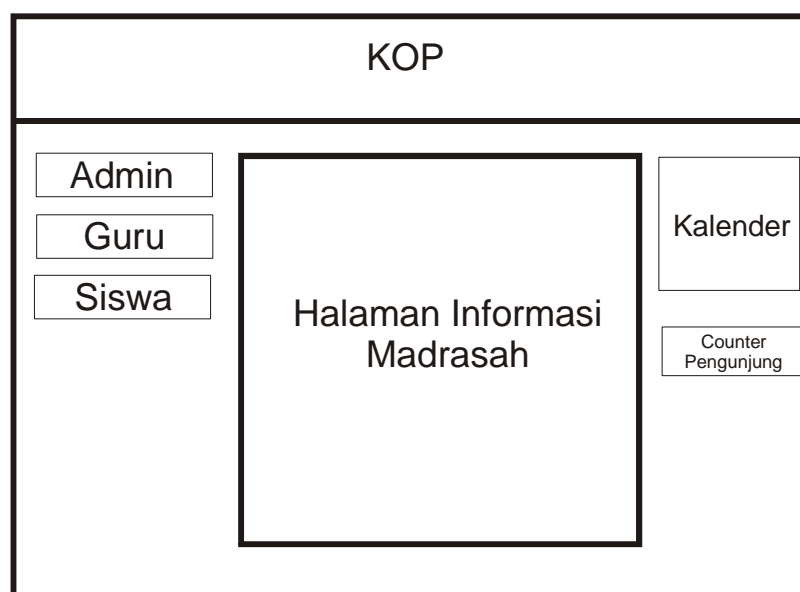 KOP
Admin
Guru
Siswa
Halaman Informasi
Madrasah
Kalender
Counter
Pengunjung